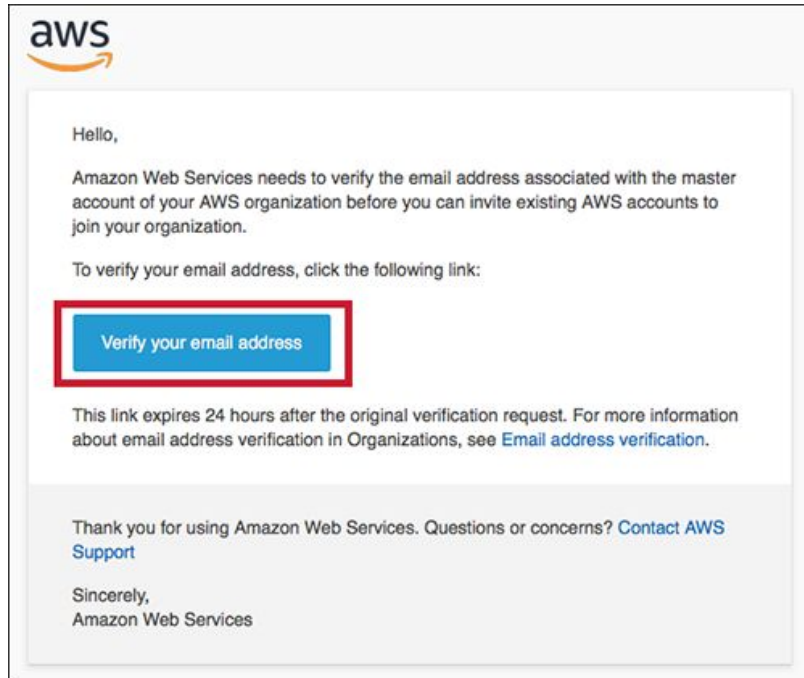 aws
Hello,
Amazon Web Services needs to verify the email address associated with the master
account of your AWS organization before you can invite existing AWS accounts to
join your organization.
To verify your email address, click the following link:
Verify your email address
This link expires 24 hours after the original verification request. For more information
about email address verification in Organizations, see Email address verification.
Thank you for using Amazon Web Services. Questions or concerns? Contact AWS
Support
Sincerely,
Amazon Web Services